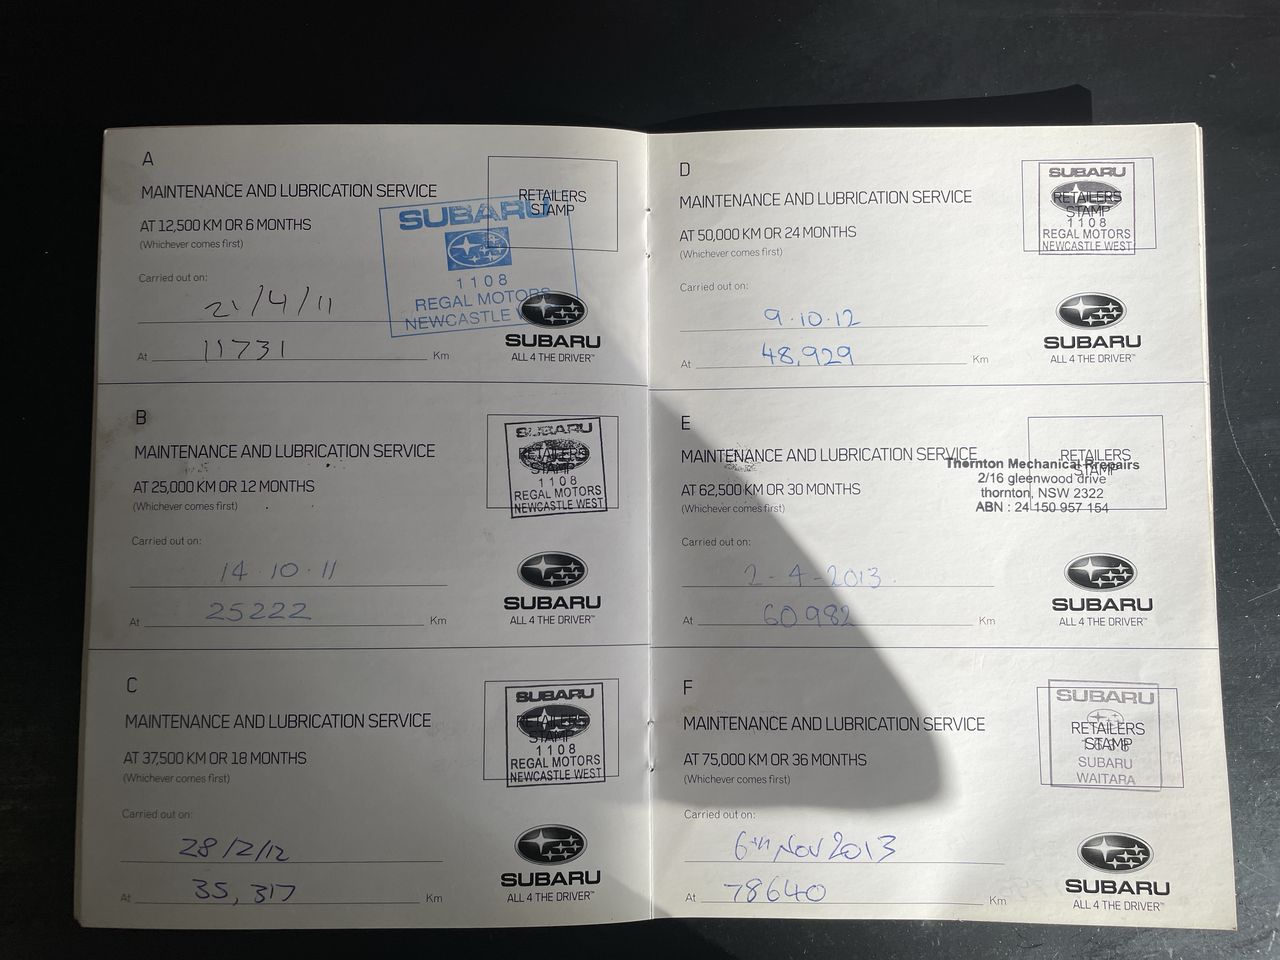 A
MAINTENANCE AND LUBRICATION SERVICE
AT 12,500 KM OR 6 MONTHS
(Whichever comes first)
RETAILERS
STAMP
SUBARU
1108
REGAL MOTORS
NEWCASTLE
Carried out on:
21/4/11
At 11731 Km
SUBARU
ALL 4 THE DRIVER™
B
MAINTENANCE AND LUBRICATION SERVICE
AT 25,000 KM OR 12 MONTHS
(Whichever comes first)
RETAILERS
STAMP
SUBARU
1108
REGAL MOTORS
NEWCASTLE WEST
Carried out on:
14·10·11
At 25222 Km
SUBARU
ALL 4 THE DRIVER™
C
MAINTENANCE AND LUBRICATION SERVICE
AT 37,500 KM OR 18 MONTHS
(Whichever comes first)
RETAILERS
STAMP
SUBARU
1108
REGAL MOTORS
NEWCASTLE WEST
Carried out on:
28/2/12
At 35,317 Km
SUBARU
ALL 4 THE DRIVER™
D
MAINTENANCE AND LUBRICATION SERVICE
AT 50,000 KM OR 24 MONTHS
(Whichever comes first)
RETAILERS
STAMP
SUBARU
1108
REGAL MOTORS
NEWCASTLE WEST
Carried out on:
9·10·12
At 48,929 Km
SUBARU
ALL 4 THE DRIVER™
E
MAINTENANCE AND LUBRICATION SERVICE
AT 62,500 KM OR 30 MONTHS
(Whichever comes first)
RETAILERS
STAMP
Thernton Mechanical Rrepairs
2/16 gleenwood drive
thornton, NSW 2322
ABN : 24 150 957 154
Carried out on:
2-4-2013.
At 60982 Km
SUBARU
ALL 4 THE DRIVER™
F
MAINTENANCE AND LUBRICATION SERVICE
AT 75,000 KM OR 36 MONTHS
(Whichever comes first)
RETAILERS
STAMP
SUBARU
SUBARU
WAITARA
Carried out on:
6th Nov 2013
At 78640 Km
SUBARU
ALL 4 THE DRIVER™